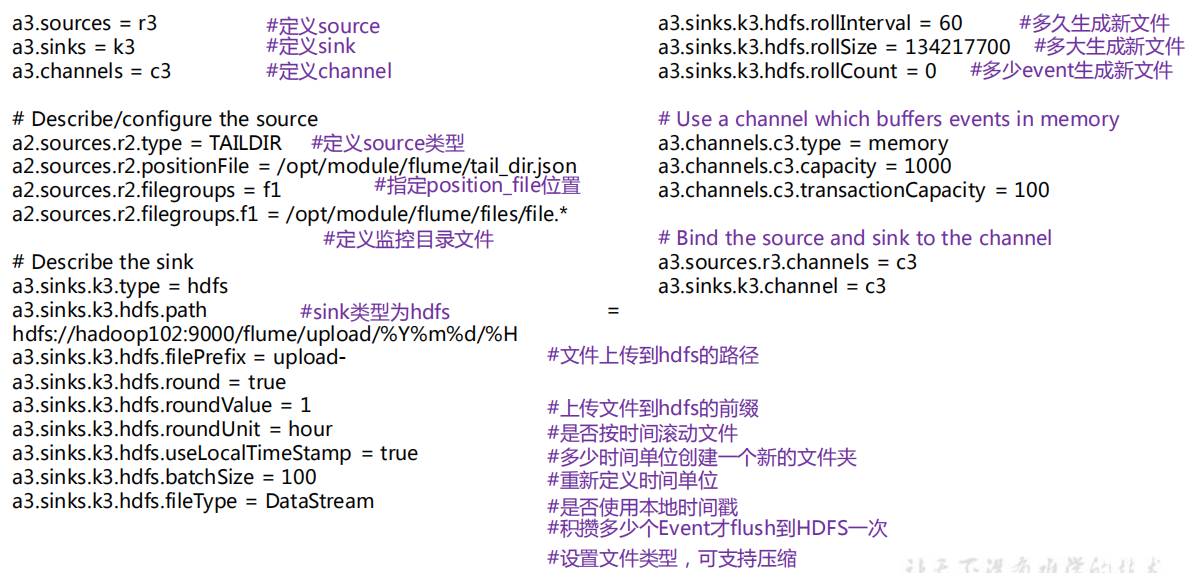 a3.sources = r3 #定义source
a3.sinks = k3 #定义sink
a3.channels = c3 #定义channel
# Describe/configure the source
a2.sources.r2.type = TAILDIR #定义source类型
a2.sources.r2.positionFile = /opt/module/flume/tail_dir.json
a2.sources.r2.filegroups = f1 #指定position_file位置
a2.sources.r2.filegroups.f1 = /opt/module/flume/files/file.*
#定义监控目录文件
# Describe the sink
a3.sinks.k3.type = hdfs
a3.sinks.k3.hdfs.path #sink类型为hdfs =
hdfs://hadoop102:9000/flume/upload/%Y%m%d/%H
a3.sinks.k3.hdfs.filePrefix = upload- #文件上传到hdfs的路径
a3.sinks.k3.hdfs.round = true
a3.sinks.k3.hdfs.roundValue = 1 #上传文件到hdfs的前缀
a3.sinks.k3.hdfs.roundUnit = hour #是否按时间滚动文件
a3.sinks.k3.hdfs.useLocalTimeStamp = true #多少时间单位创建一个新的文件夹
a3.sinks.k3.hdfs.batchSize = 100 #重新定义时间单位
a3.sinks.k3.hdfs.fileType = DataStream #是否使用本地时间戳
#积攒多少个Event才flush到HDFS一次
#设置文件类型，可支持压缩
a3.sinks.k3.hdfs.rollInterval = 60 #多久生成新文件
a3.sinks.k3.hdfs.rollSize = 134217700 #多大生成新文件
a3.sinks.k3.hdfs.rollCount = 0 #多少event生成新文件
# Use a channel which buffers events in memory
a3.channels.c3.type = memory
a3.channels.c3.capacity = 1000
a3.channels.c3.transactionCapacity = 100
# Bind the source and sink to the channel
a3.sources.r3.channels = c3
a3.sinks.k3.channel = c3